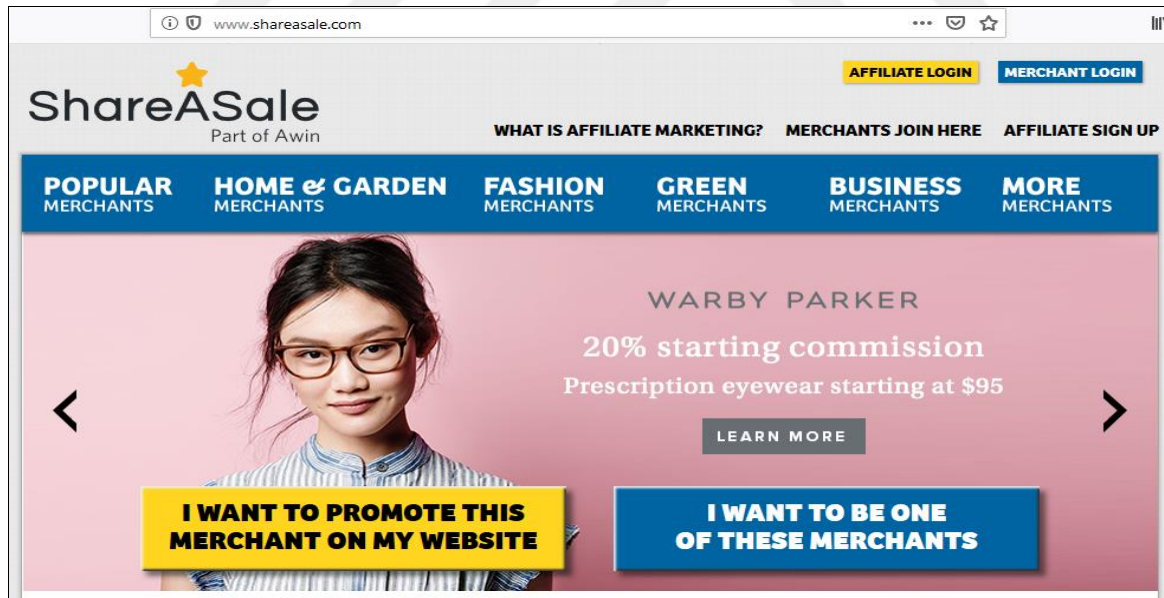 www.shareasale.com
AFFILIATE LOGIN
MERCHANT LOGIN
ShareASale
Part of Awin
WHAT IS AFFILIATE MARKETING?
MERCHANTS JOIN HERE
AFFILIATE SIGN UP
POPULAR
MERCHANTS
HOME & GARDEN
MERCHANTS
FASHION
MERCHANTS
GREEN
MERCHANTS
BUSINESS
MERCHANTS
MORE
MERCHANTS
WARBY PARKER
20% starting commission
Prescription eyewear starting at $95
LEARN MORE
I WANT TO PROMOTE THIS
MERCHANT ON MY WEBSITE
I WANT TO BE ONE
OF THESE MERCHANTS